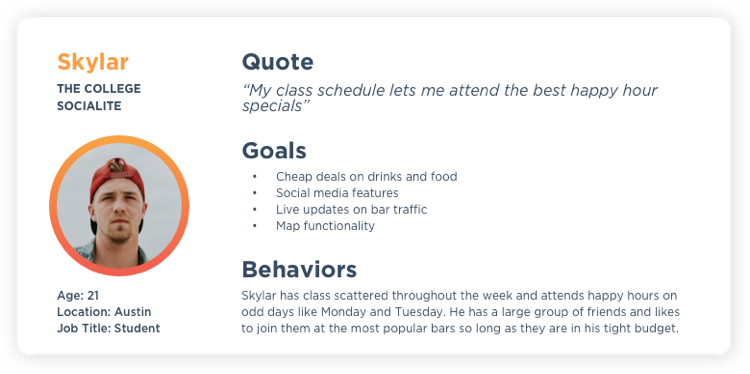 Skylar
THE COLLEGE
SOCIALITE
Age: 21
Location: Austin
Job Title: Student
Quote
“My class schedule lets me attend the best happy hour
specials”
Goals
• Cheap deals on drinks and food
• Social media features
• Live updates on bar traffic
• Map functionality
Behaviors
Skylar has class scattered throughout the week and attends happy hours on
odd days like Monday and Tuesday. He has a large group of friends and likes
to join them at the most popular bars so long as they are in his tight budget.